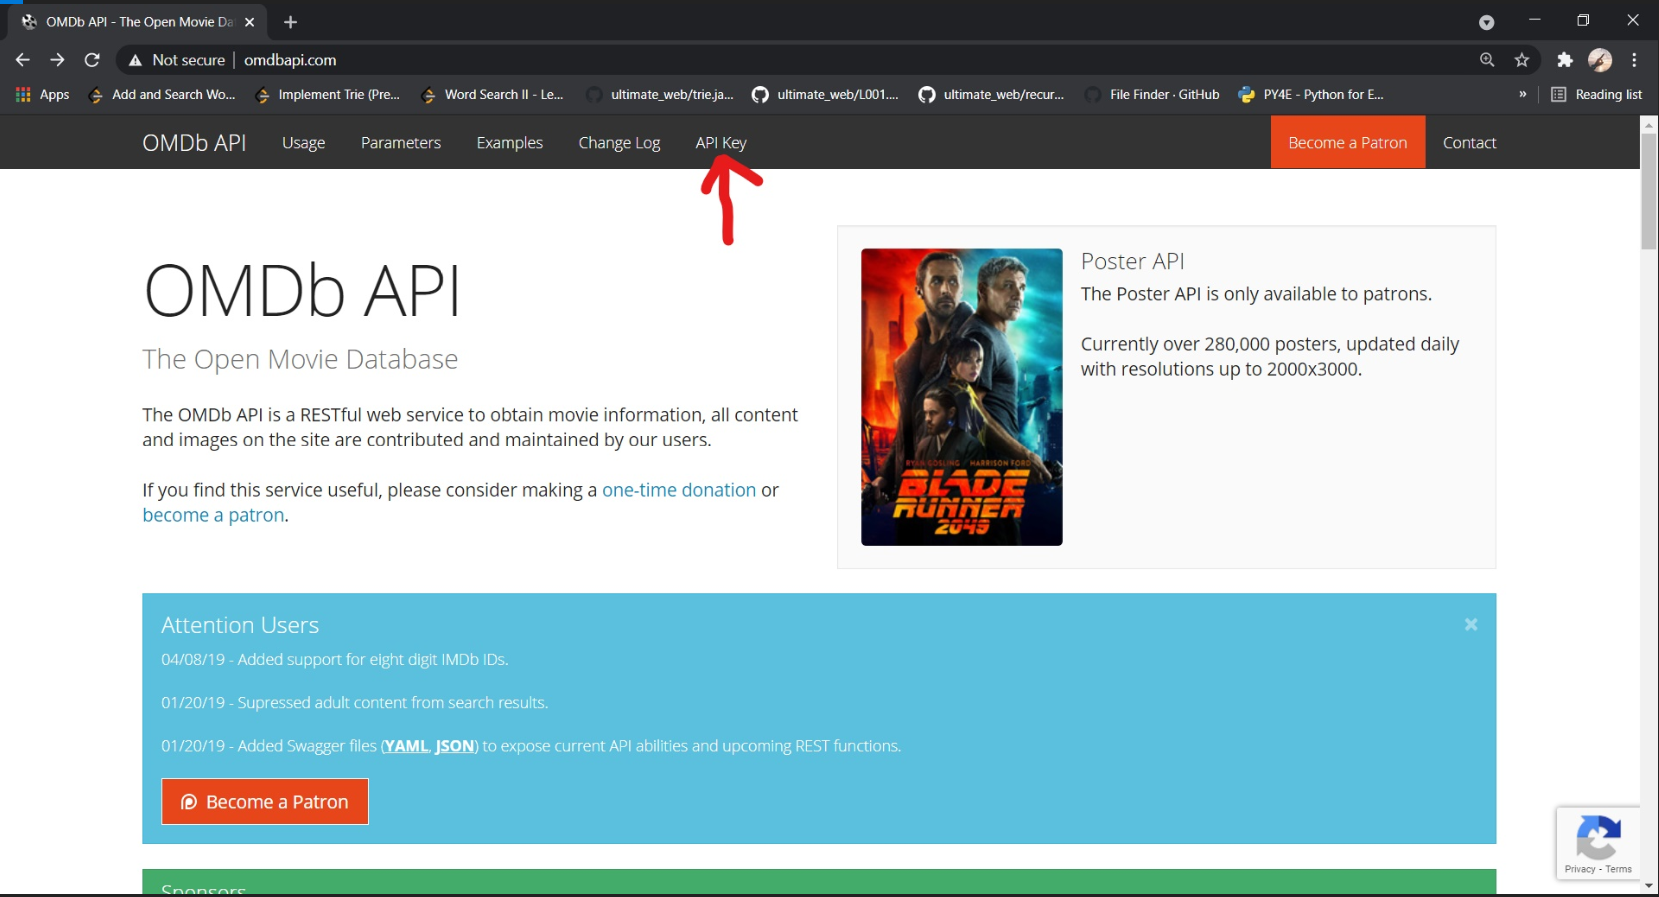 OMDb API - The Open Movie Da
Not secure | omdbapi.com
Apps
Add and Search Wo...
Implement Trie (Pre...
Word Search II - Le...
ultimate_web/trie.ja...
ultimate_web/L001....
ultimate_web/recur...
File Finder · GitHub
PY4E - Python for E...
»
Reading list
OMDb API
Usage
Parameters
Examples
Change Log
API Key
Become a Patron
Contact
OMDb API
The Open Movie Database
The OMDb API is a RESTful web service to obtain movie information, all content
and images on the site are contributed and maintained by our users.
If you find this service useful, please consider making a one-time donation or
become a patron.
RYAN GOSLING / HARRISON FORD
BLADE
RUNNER
2049
Poster API
The Poster API is only available to patrons.
Currently over 280,000 posters, updated daily
with resolutions up to 2000x3000.
Attention Users
04/08/19 - Added support for eight digit IMDb IDs.
01/20/19 - Supressed adult content from search results.
01/20/19 - Added Swagger files (YAML, JSON) to expose current API abilities and upcoming REST functions.
Become a Patron
Privacy - Terms
Sponsors